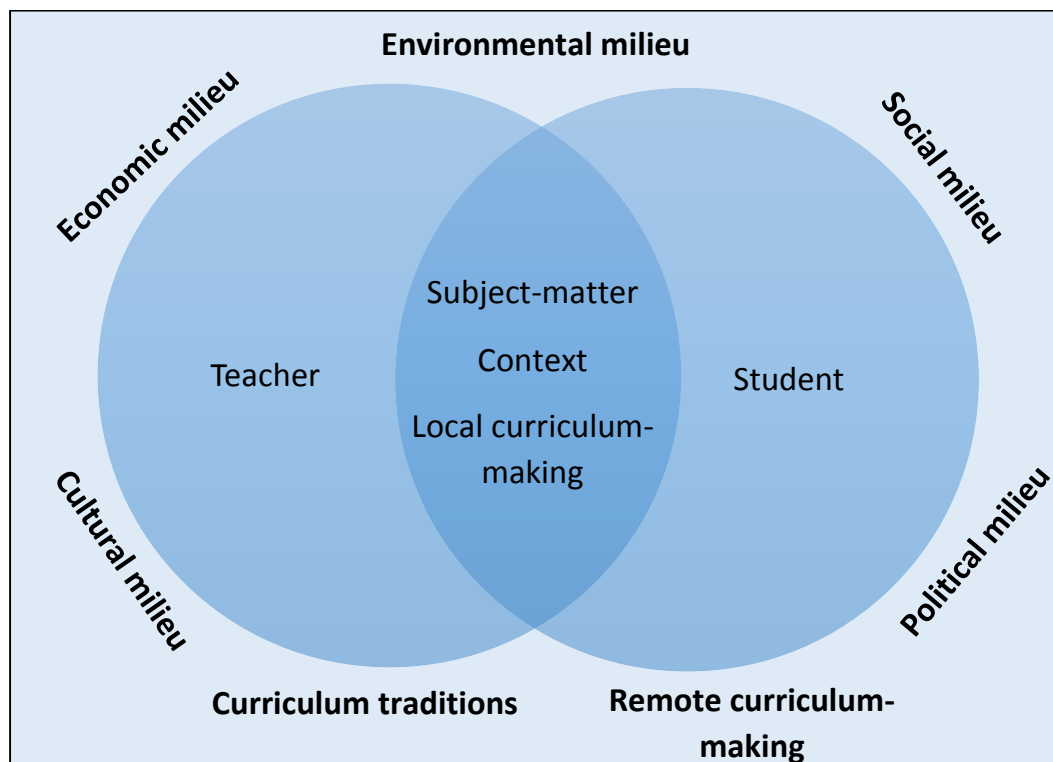 Environmental milieu
Economic milieu
Social milieu
Subject-matter
Context
Teacher
Student
Local curriculum-
making
Cultural milieu
Political milieu
Curriculum traditions
Remote curriculum-
making